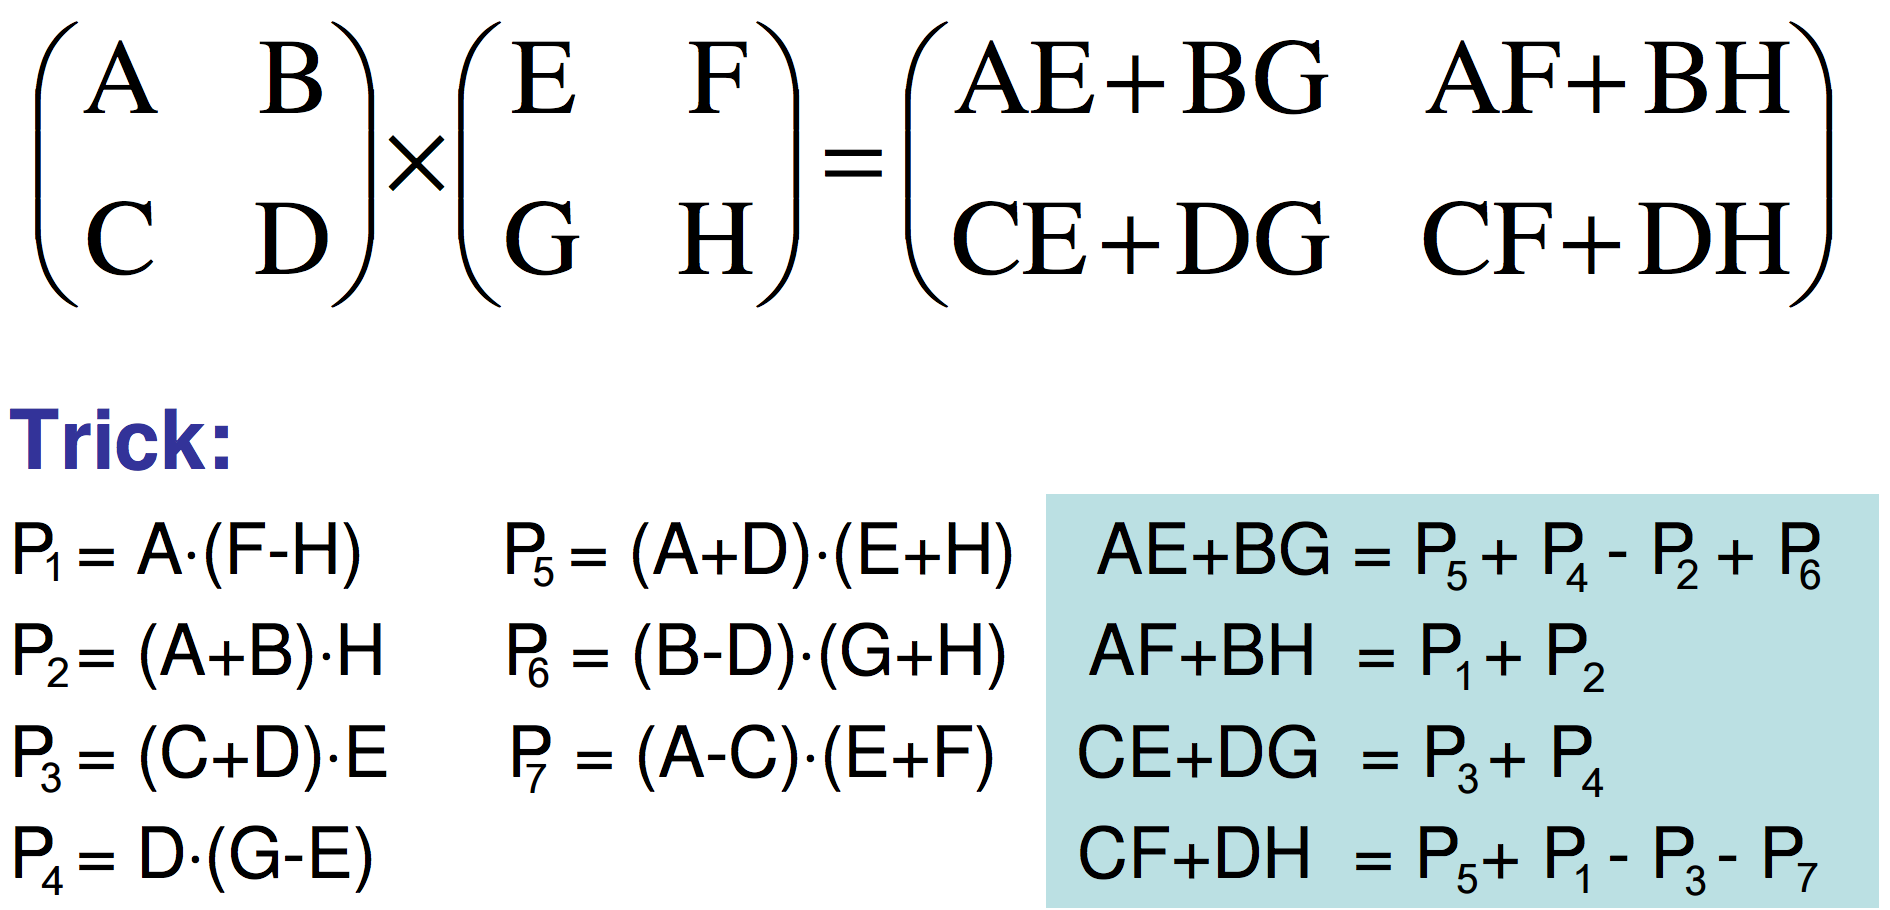 A B × E F = AE+BG AF+BH
C D G H CE+DG CF+DH
Trick:
P₁ = A·(F-H) P₅ = (A+D)·(E+H) AE+BG = P₅ + P₄ - P₂ + P₆
P₂ = (A+B)·H P₆ = (B-D)·(G+H) AF+BH = P₁ + P₂
P₃ = (C+D)·E P₇ = (A-C)·(E+F) CE+DG = P₃ + P₄
P₄ = D·(G-E) CF+DH = P₅ + P₁ - P₃ - P₇